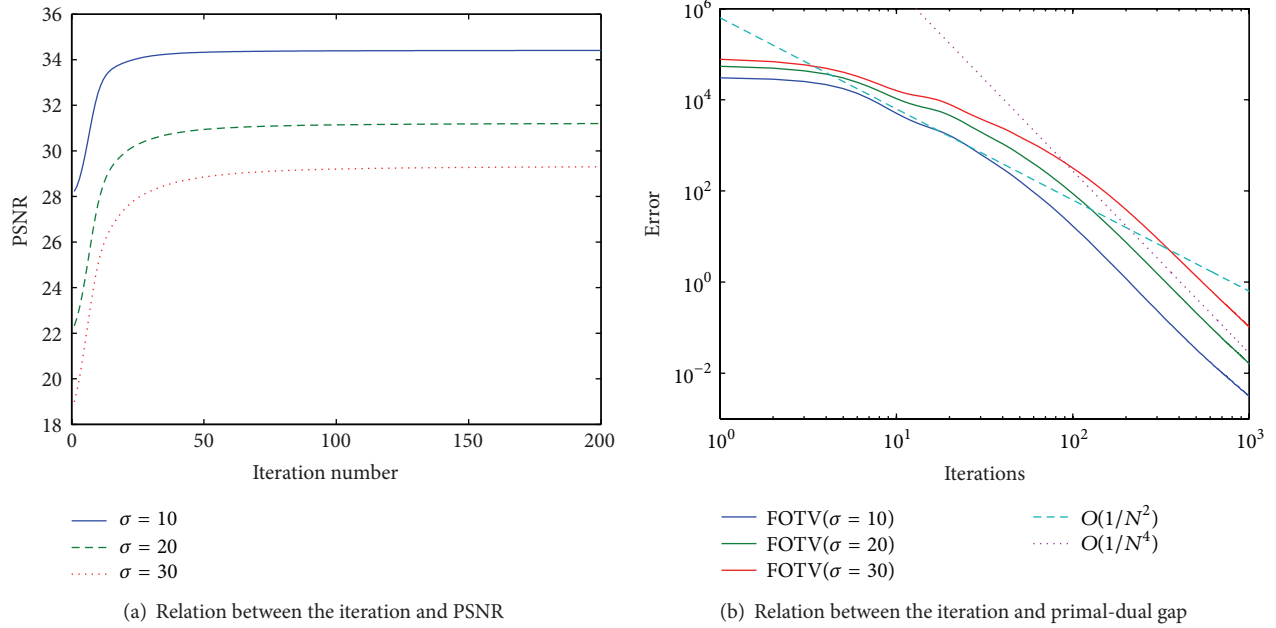 36
34
32
30
28
26
24
22
20
18
PSNR
0
50
100
150
200
Iteration number
σ = 10
σ = 20
σ = 30
(a) Relation between the iteration and PSNR
10^6
10^4
10^2
10^0
10^−2
Error
10^0
10^1
10^2
10^3
Iterations
FOTV(σ = 10)
FOTV(σ = 20)
FOTV(σ = 30)
O(1/N^2)
O(1/N^4)
(b) Relation between the iteration and primal-dual gap